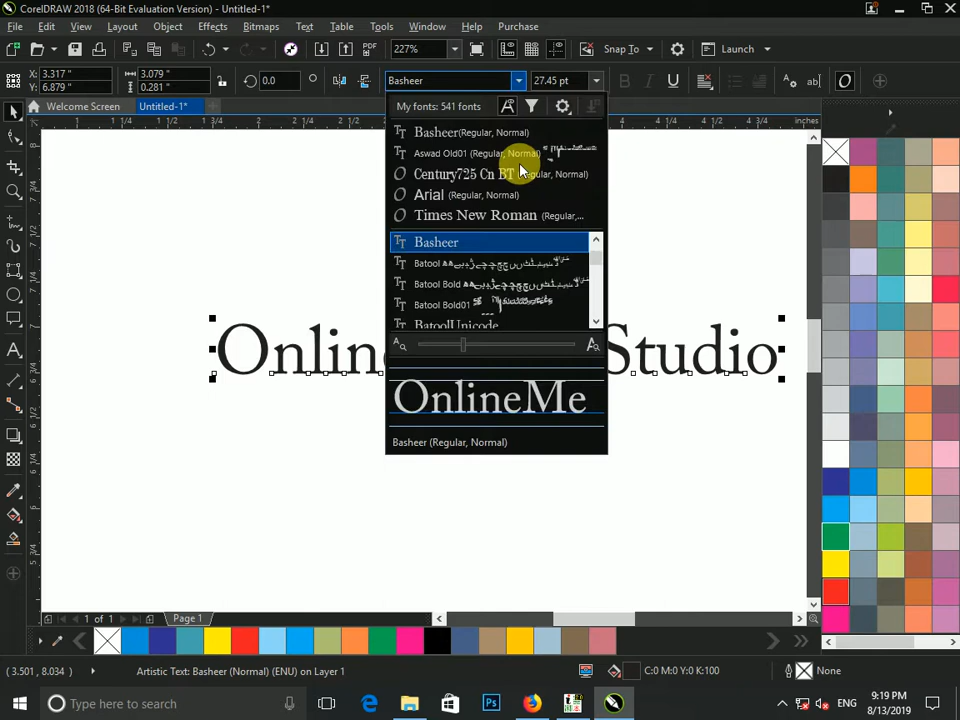 CorelDRAW 2018 (64-Bit Evaluation Version) - Untitled-1*
File Edit View Layout Object Effects Bitmaps Text Table Tools Window Help Purchase
227% Snap To Launch
X: 3.317 " 3.079 " 0.0 Basheer 27.45 pt
Y: 6.879 " 0.281 "
Welcome Screen Untitled-1*
My fonts: 541 fonts
inches
Basheer(Regular, Normal)
Aswad Old01 (Regular, Normal)
Century725 Cn BT (Regular, Normal)
Arial (Regular, Normal)
Times New Roman (Regular,...
Basheer
Batool
Batool Bold
Batool Bold01
BatoolUnicode
Studio
OnlineMe
Basheer (Regular, Normal)
1 of 1 Page 1
( 3.501, 8.034 ) Artistic Text: Basheer (Normal) (ENU) on Layer 1 C:0 M:0 Y:0 K:100 None
Type here to search
ENG 9:19 PM
8/13/2019